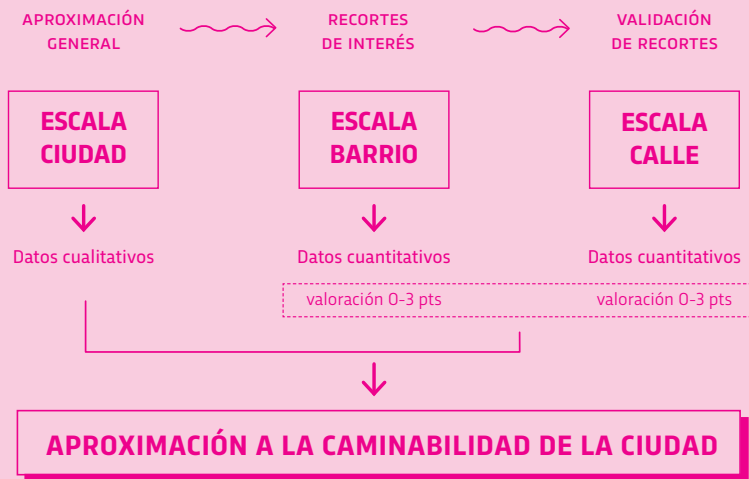 APROXIMACIÓN
GENERAL
RECORTES
DE INTERÉS
VALIDACIÓN
DE RECORTES
ESCALA
CIUDAD
ESCALA
BARRIO
ESCALA
CALLE
Datos cualitativos
Datos cuantitativos
Datos cuantitativos
valoración 0-3 pts
valoración 0-3 pts
APROXIMACIÓN A LA CAMINABILIDAD DE LA CIUDAD